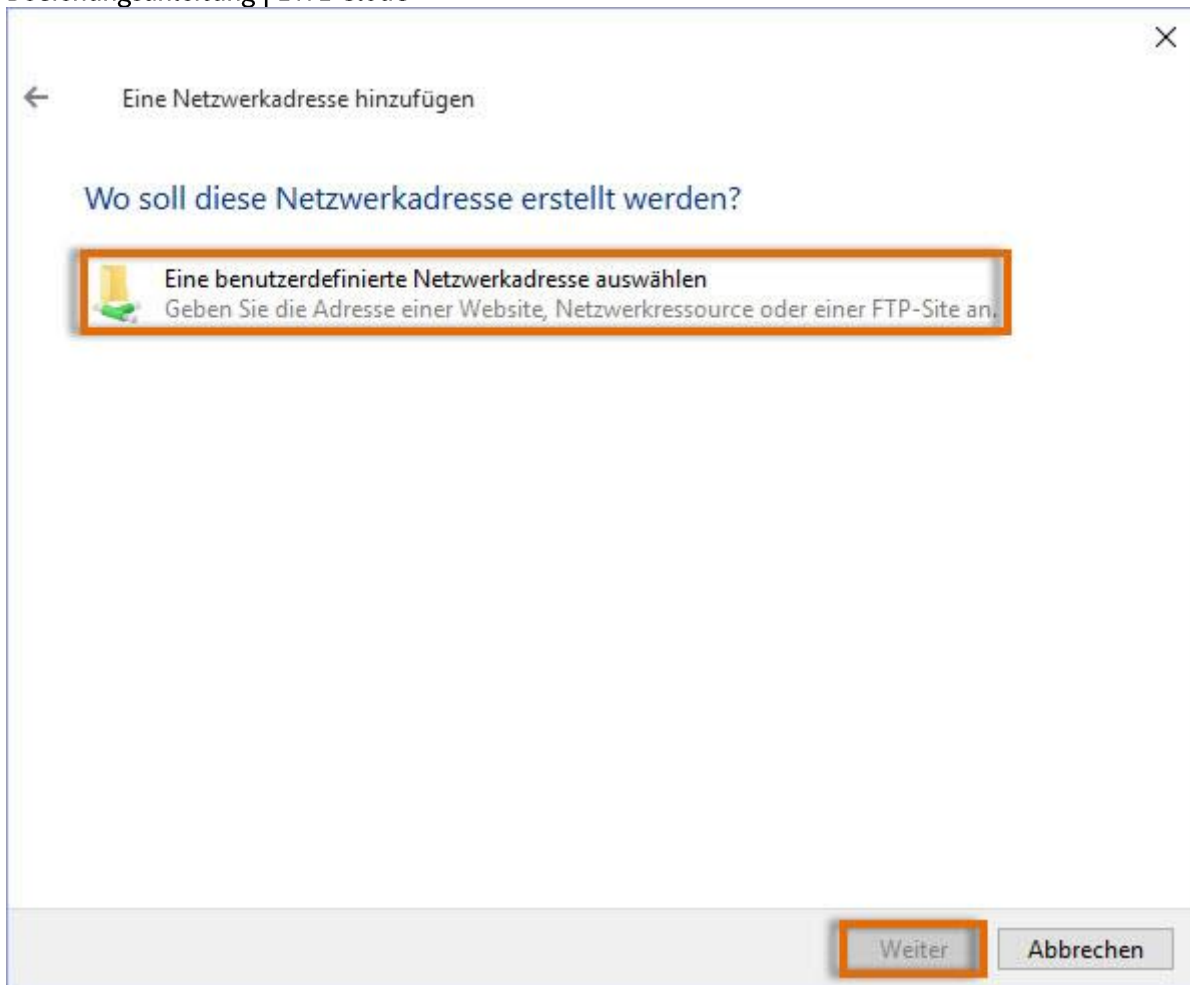 Eine Netzwerkadresse hinzufügen
Wo soll diese Netzwerkadresse erstellt werden?
Eine benutzerdefinierte Netzwerkadresse auswählen
Geben Sie die Adresse einer Website, Netzwerkressource oder einer FTP-Site an.
Weiter
Abbrechen